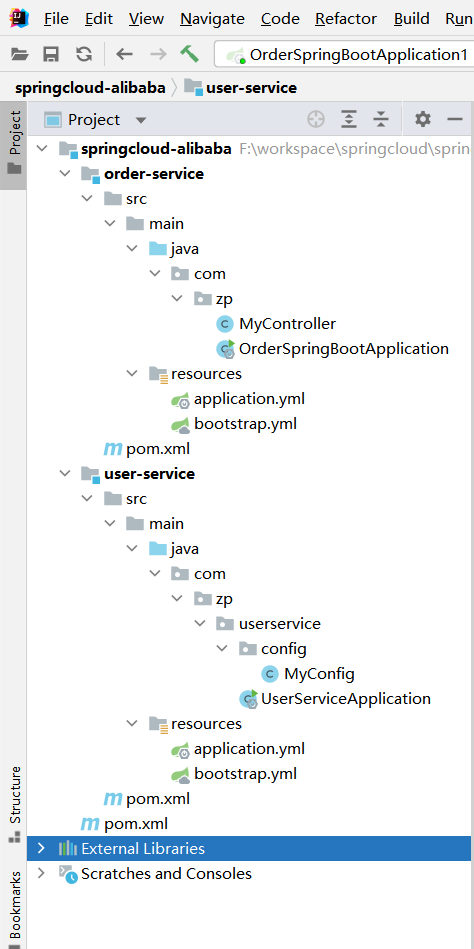 File Edit View Navigate Code Refactor Build Run
OrderSpringBootApplication1
springcloud-alibaba user-service
Project
Project
springcloud-alibaba F:\workspace\springcloud\sprin
order-service
src
main
java
com
zp
MyController
OrderSpringBootApplication
resources
application.yml
bootstrap.yml
pom.xml
user-service
src
main
java
com
zp
userservice
config
MyConfig
UserServiceApplication
resources
application.yml
bootstrap.yml
pom.xml
pom.xml
External Libraries
Scratches and Consoles
Structure
Bookmarks